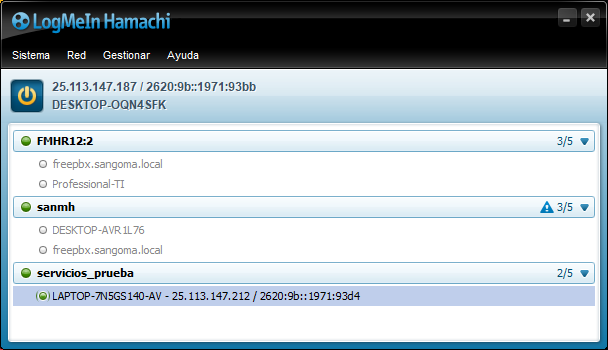 LogMeIn Hamachi
Sistema Red Gestionar Ayuda
25.113.147.187 / 2620:9b::1971:93bb
DESKTOP-OQN4SFK
FMHR12:2 3/5
freepbx.sangoma.local
Professional-TI
sanmh 3/5
DESKTOP-AVR1L76
freepbx.sangoma.local
servicios_prueba 2/5
LAPTOP-7N5GS140-AV - 25.113.147.212 / 2620:9b::1971:93d4